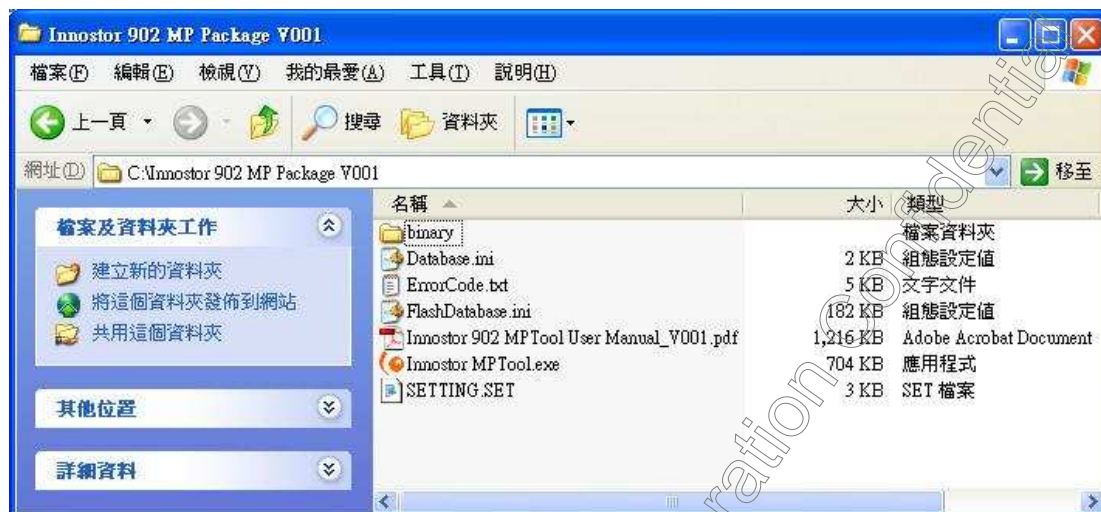 Innostor 902 MP Package V001
檔案(F) 編輯(E) 檢視(V) 我的最愛(A) 工具(T) 說明(H)
上一頁 搜尋 資料夾
網址(D) C:\Innostor 902 MP Package V001 移至
名稱 大小 類型
檔案及資料夾工作
建立新的資料夾
將這個資料夾發佈到網站
共用這個資料夾
其他位置
詳細資料
binary 檔案資料夾
Database.ini 2 KB 組態設定值
ErrorCode.txt 5 KB 文字文件
FlashDatabase.ini 182 KB 組態設定值
Innostor 902 MPTool User Manual_V001.pdf 1,216 KB Adobe Acrobat Document
Innostor MPTool.exe 704 KB 應用程式
SETTING.SET 3 KB SET 檔案
ration Confidential